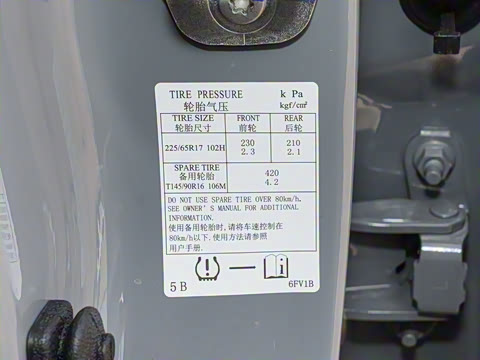 TIRE PRESSURE k Pa
轮胎气压 kgf/cm²
TIRE SIZE FRONT REAR
轮胎尺寸 前轮 后轮
225/65R17 102H 230 210
2.3 2.1
SPARE TIRE
备用轮胎 420
T145/90R16 106M 4.2
DO NOT USE SPARE TIRE OVER 80km/h.
SEE OWNER'S MANUAL FOR ADDITIONAL
INFORMATION.
使用备用轮胎时,请将车速控制在
80km/h以下.使用方法请参照
用户手册.
5B 6FV1B